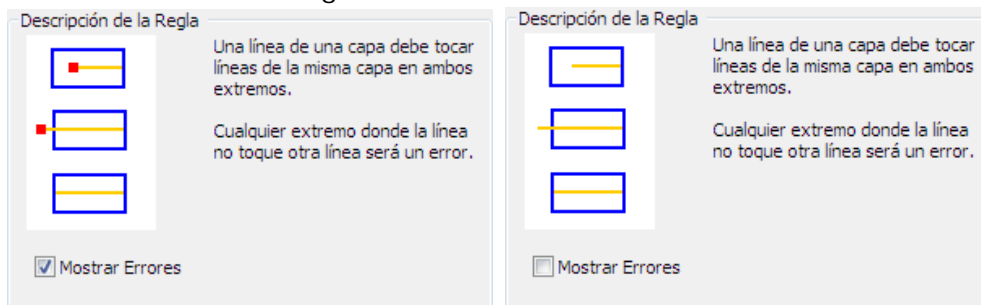 Descripción de la Regla
Una línea de una capa debe tocar
líneas de la misma capa en ambos
extremos.
Cualquier extremo donde la línea
no toque otra línea será un error.
Mostrar Errores
Descripción de la Regla
Una línea de una capa debe tocar
líneas de la misma capa en ambos
extremos.
Cualquier extremo donde la línea
no toque otra línea será un error.
Mostrar Errores